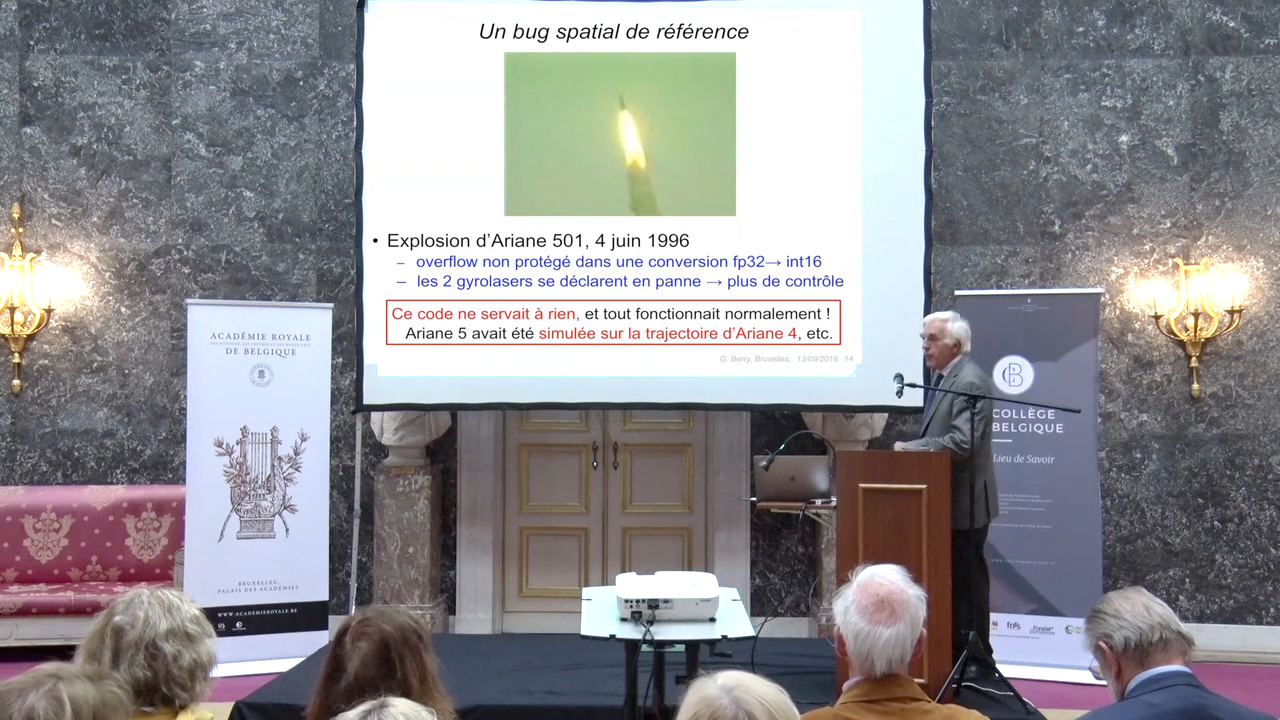 Un bug spatial de référence
• Explosion d'Ariane 501, 4 juin 1996
– overflow non protégé dans une conversion fp32→ int16
– les 2 gyrolasers se déclarent en panne → plus de contrôle
Ce code ne servait à rien, et tout fonctionnait normalement !
Ariane 5 avait été simulée sur la trajectoire d'Ariane 4, etc.
G. Berry, Bruxelles, 13/09/2018 14
ACADÉMIE ROYALE
DE BELGIQUE
BRUXELLES,
PALAIS DES ACADÉMIES
WWW.ACADEMIEROYALE.BE
CB
COLLÈGE
BELGIQUE
Lieu de Savoir
fnrs